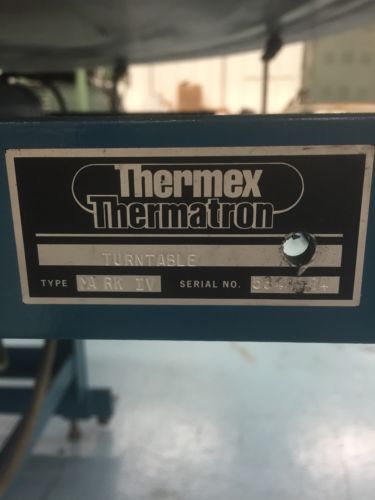 Thermex
Thermatron
TURNTABLE
TYPE MARK IV SERIAL NO.